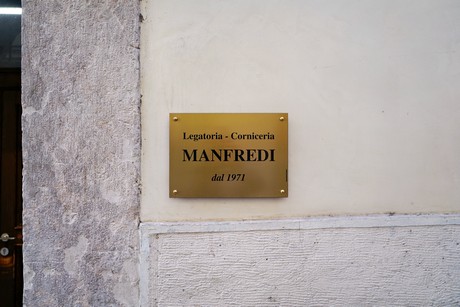 Legatoria - Corniceria
MANFREDI
dal 1971